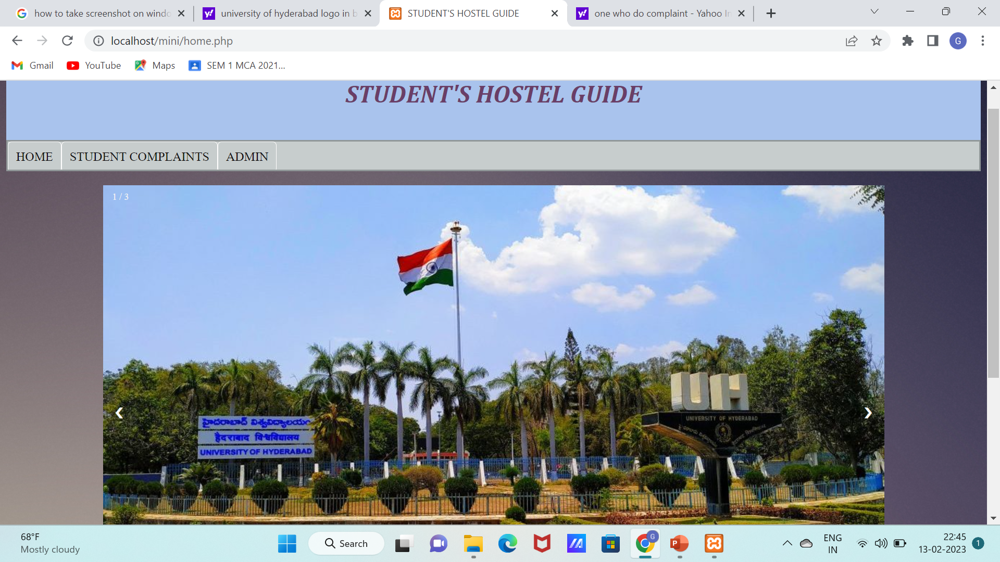 how to take screenshot on windo
university of hyderabad logo in b
STUDENT'S HOSTEL GUIDE
one who do complaint - Yahoo In
localhost/mini/home.php
G
Gmail
YouTube
Maps
SEM 1 MCA 2021...
STUDENT'S HOSTEL GUIDE
HOME
STUDENT COMPLAINTS
ADMIN
1 / 3
హైదరాబాద్ విశ్వవిద్యాలయం
हैदराबाद विश्वविद्यालय
UNIVERSITY OF HYDERABAD
UH
UNIVERSITY OF HYDERABAD
68°F
Mostly cloudy
Search
G
ENG
IN
22:45
13-02-2023
1